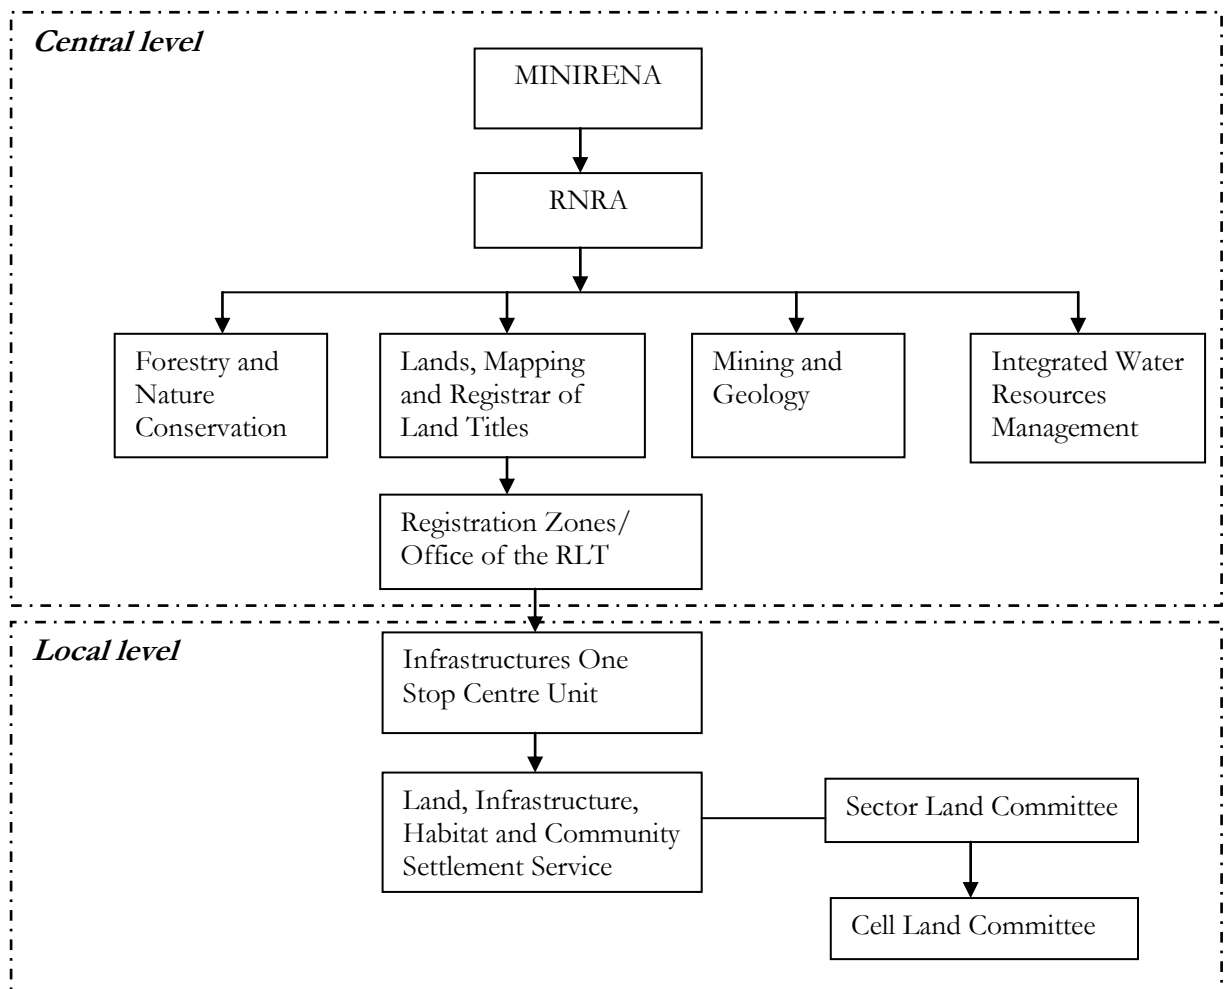 Central level
MINIRENA
RNRA
Forestry and
Nature
Conservation
Lands, Mapping
and Registrar of
Land Titles
Mining and
Geology
Integrated Water
Resources
Management
Registration Zones/
Office of the RLT
Local level
Infrastructures One
Stop Centre Unit
Land, Infrastructure,
Habitat and Community
Settlement Service
Sector Land Committee
Cell Land Committee